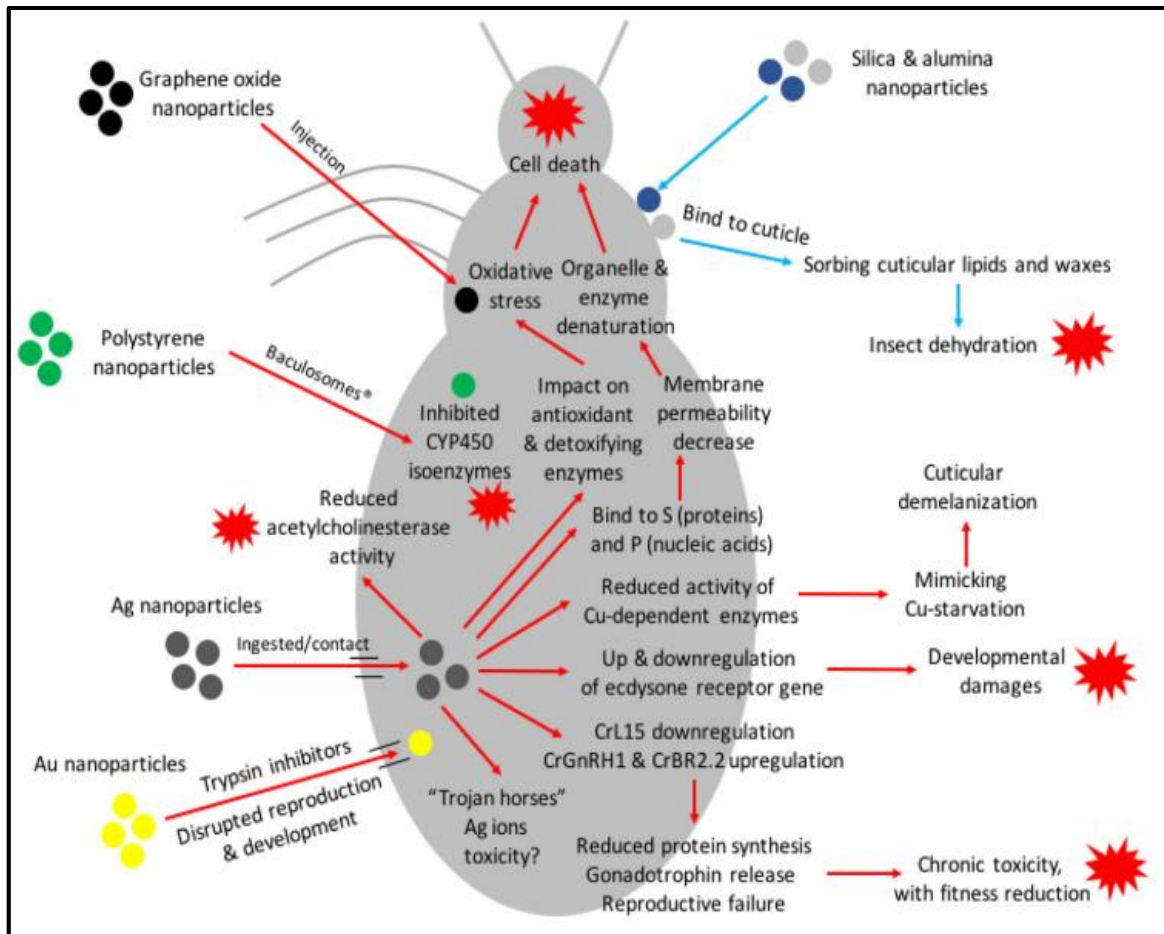 Graphene oxide
nanoparticles
Silica & alumina
nanoparticles
Injection
Cell death
Bind to cuticle
Sorbing cuticular lipids and waxes
Insect dehydration
Oxidative
stress
Organelle &
enzyme
denaturation
Polystyrene
nanoparticles
Baculosomes®
Inhibited
CYP450
isoenzymes
Impact on
antioxidant
& detoxifying
enzymes
Membrane
permeability
decrease
Reduced
acetylcholinesterase
activity
Bind to S (proteins)
and P (nucleic acids)
Cuticular
demelanization
Ag nanoparticles
Ingested/contact
Reduced activity of
Cu-dependent enzymes
Mimicking
Cu-starvation
Up & downregulation
of ecdysone receptor gene
Developmental
damages
Au nanoparticles
Trypsin inhibitors
Disrupted reproduction
& development
CrL15 downregulation
CrGnRH1 & CrBR2.2 upregulation
"Trojan horses"
Ag ions
toxicity?
Reduced protein synthesis
Gonadotrophin release
Reproductive failure
Chronic toxicity,
with fitness reduction